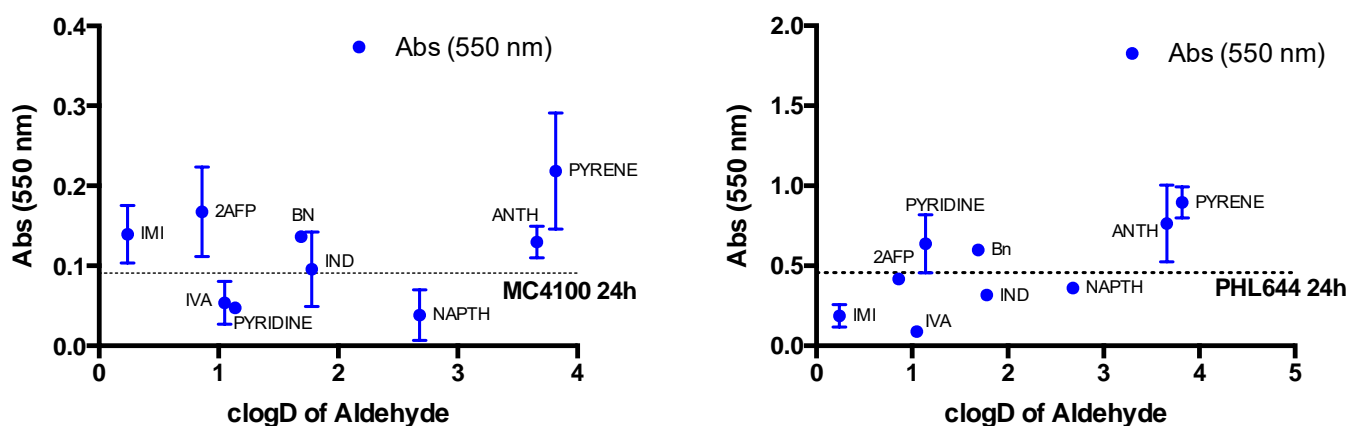 Abs (550 nm)
0.4
0.3
0.2
0.1
0.0
Abs (550 nm)
PYRENE
2AFP
BN
ANTH
IMI
IND
IVA
PYRIDINE
NAPTH
MC4100 24h
0 1 2 3 4
clogD of Aldehyde
Abs (550 nm)
2.0
1.5
1.0
0.5
0.0
Abs (550 nm)
PYRIDINE
PYRENE
ANTH
2AFP
Bn
IND
NAPTH
PHL644 24h
IMI
IVA
0 1 2 3 4 5
clogD of Aldehyde